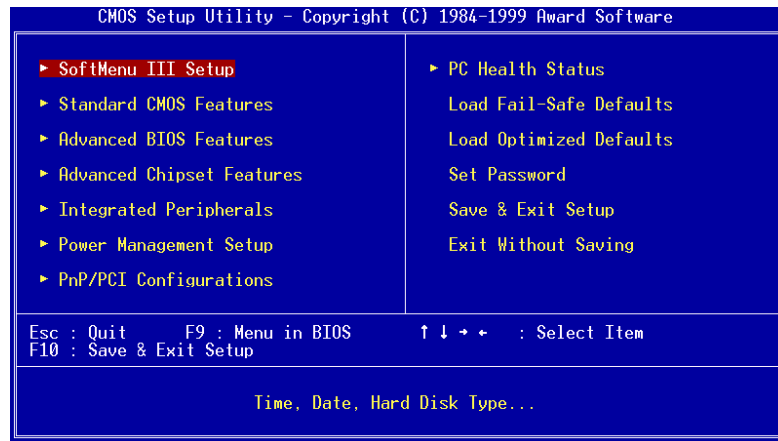 CMOS Setup Utility - Copyright (C) 1984-1999 Award Software
► SoftMenu III Setup
► Standard CMOS Features
► Advanced BIOS Features
► Advanced Chipset Features
► Integrated Peripherals
► Power Management Setup
► PnP/PCI Configurations
► PC Health Status
Load Fail-Safe Defaults
Load Optimized Defaults
Set Password
Save & Exit Setup
Exit Without Saving
Esc : Quit F9 : Menu in BIOS ↑ ↓ → ← : Select Item
F10 : Save & Exit Setup
Time, Date, Hard Disk Type...